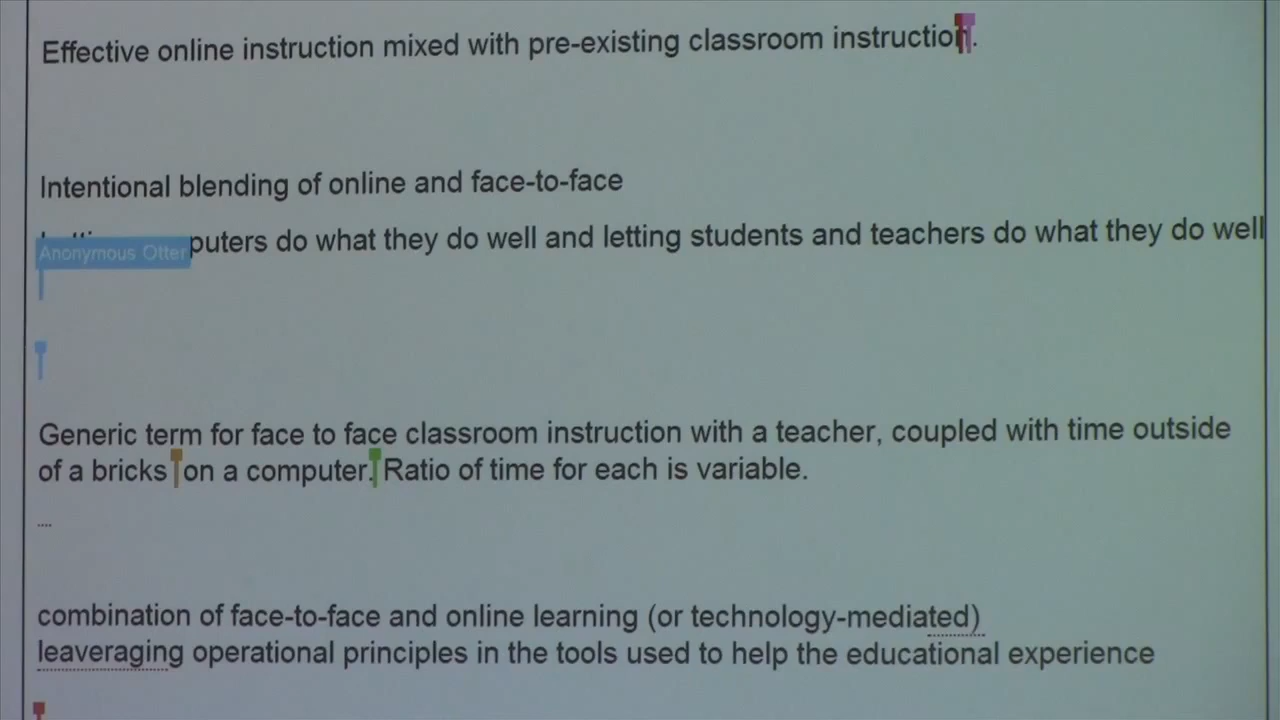 Effective online instruction mixed with pre-existing classroom instruction.
Intentional blending of online and face-to-face
puters do what they do well and letting students and teachers do what they do well
Anonymous Otter
Generic term for face to face classroom instruction with a teacher, coupled with time outside
of a bricks on a computer. Ratio of time for each is variable.
....
combination of face-to-face and online learning (or technology-mediated)
leaveraging operational principles in the tools used to help the educational experience